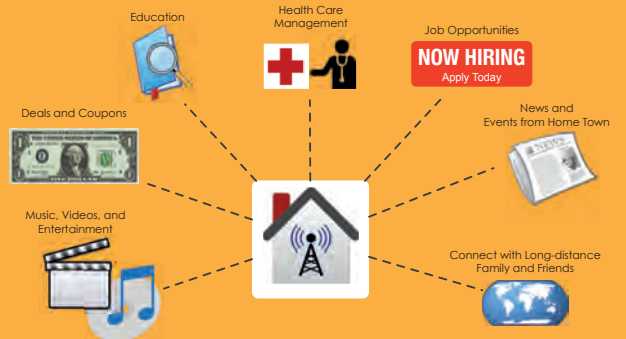 Education
Health Care
Management
Job Opportunities
NOW HIRING
Apply Today
Deals and Coupons
News and
Events from Home Town
NEWS
Music, Videos, and
Entertainment
Connect with Long-distance
Family and Friends